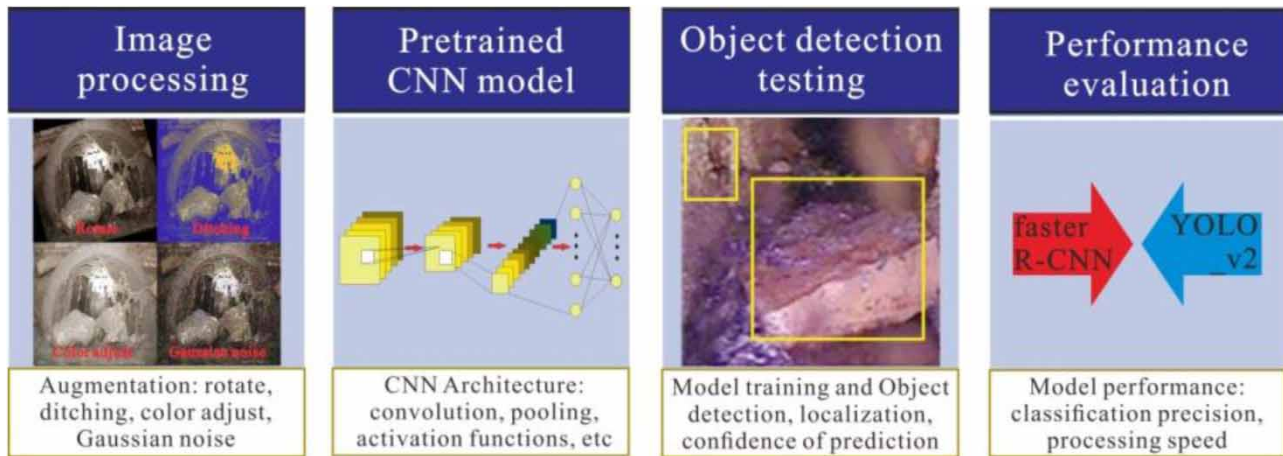 Image
processing
Pretrained
CNN model
Object detection
testing
Performance
evaluation
Rotate
Ditching
Color adjust
Gaussian noise
faster
R-CNN
YOLO
_v2
Augmentation: rotate,
ditching, color adjust,
Gaussian noise
CNN Architecture:
convolution, pooling,
activation functions, etc
Model training and Object
detection, localization,
confidence of prediction
Model performance:
classification precision,
processing speed